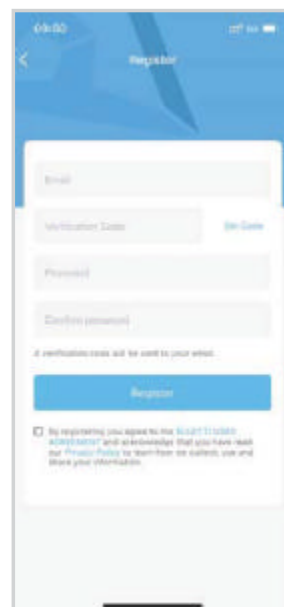 09:00
Register
Email
Verification Code
Get Code
Password
Confirm password
A verification code will be sent to your email.
Register
By registering, you agree to the USER
AGREEMENT and acknowledge that you have read
our Privacy Policy to learn how we collect, use and
share your information.